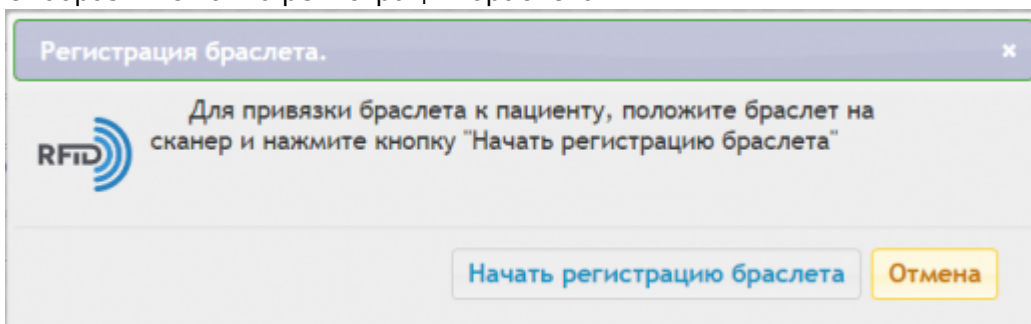 Регистрация браслета.
Для привязки браслета к пациенту, положите браслет на
сканер и нажмите кнопку "Начать регистрацию браслета"
RFID
Начать регистрацию браслета
Отмена